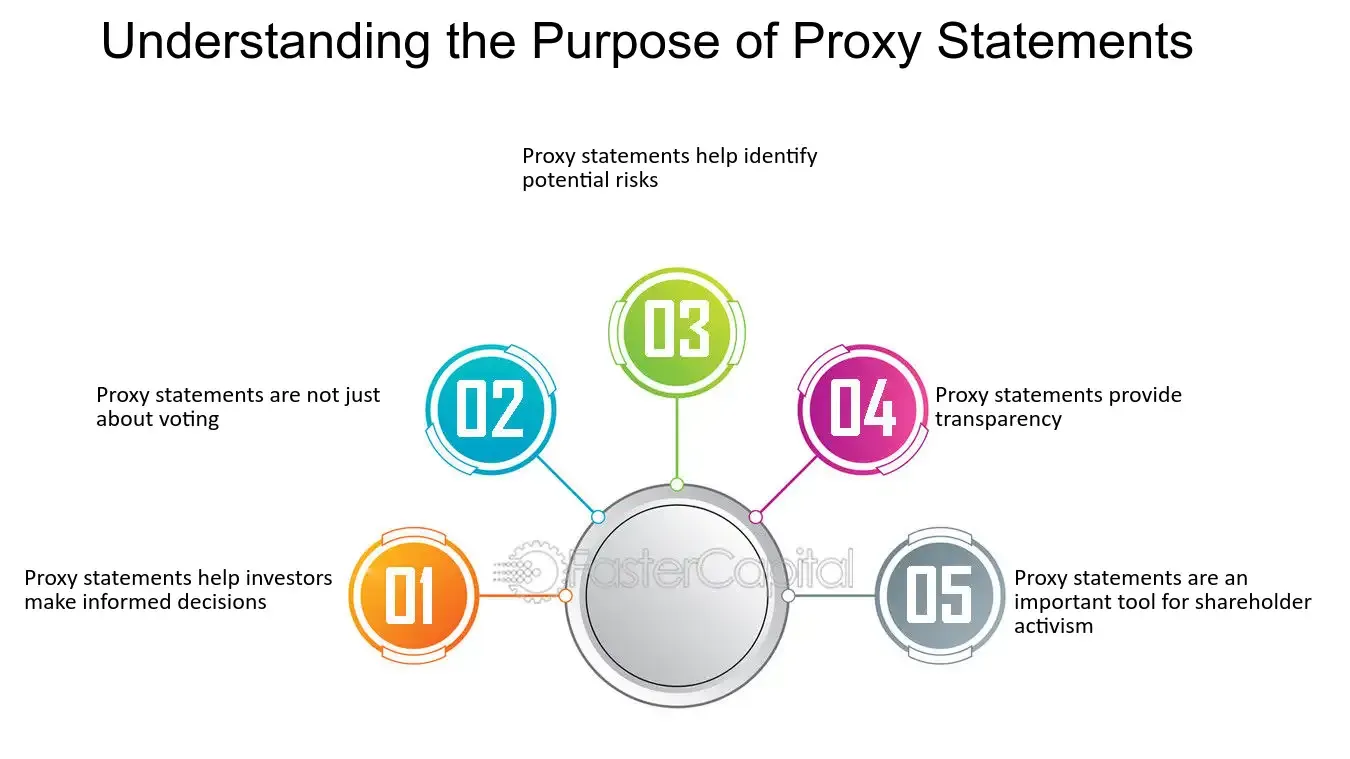 Understanding the Purpose of Proxy Statements
Proxy statements help identify
potential risks
03
02
04
Proxy statements are not just
about voting
Proxy statements provide
transparency
FasterCapital
01
05
Proxy statements help investors
make informed decisions
Proxy statements are an
important tool for shareholder
activism